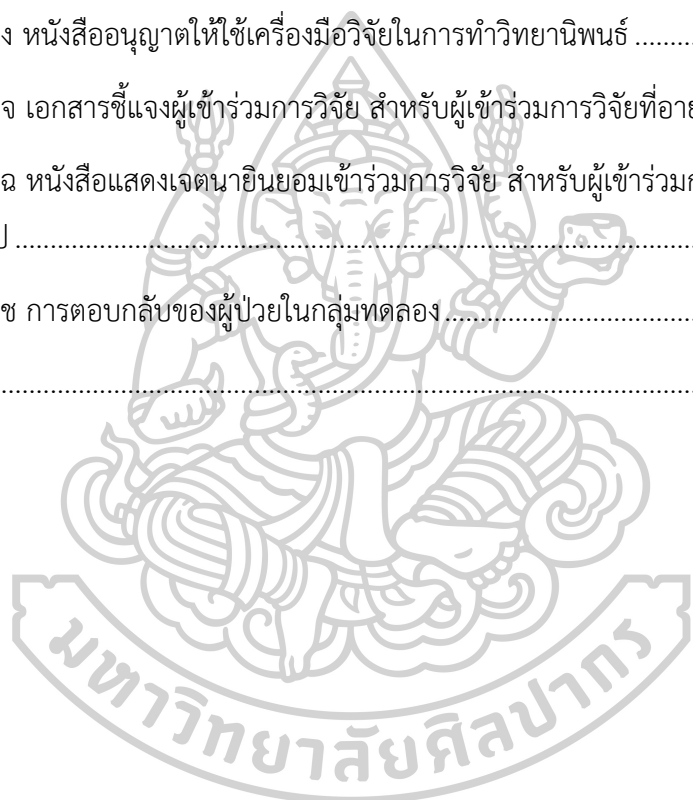 ง หนังสืออนุญาตให้ใช้เครื่องมือวิจัยในการทำวิทยานิพนธ์ ..........
จ เอกสารชี้แจงผู้เข้าร่วมการวิจัย สำหรับผู้เข้าร่วมการวิจัยที่อา
ฉ หนังสือแสดงเจตนายินยอมเข้าร่วมการวิจัย สำหรับผู้เข้าร่วม
ป ..........................................................................................
ช การตอบกลับของผู้ป่วยในกลุ่มทดลอง ................................
..........................................................................................
มหาวิทยาลัยศิลปากร